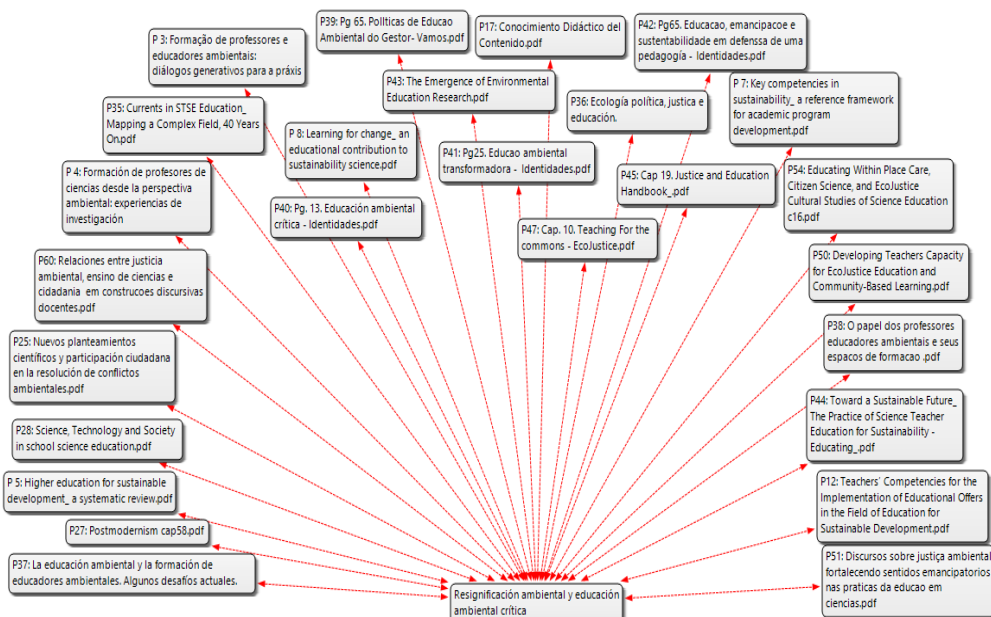 P39: Pg 65. Políticas de Educao
Ambiental do Gestor- Vamos.pdf
P17: Conocimiento Didáctico del
Contenido.pdf
P42: Pg65. Educacao, emancipacoe e
sustentabilidade em defenssa de uma
pedagogía - Identidades.pdf
P 3: Formação de professores e
educadores ambientais:
diálogos generativos para a práxis
P43: The Emergence of Environmental
Education Research.pdf
P 7: Key competencies in
sustainability_ a reference framework
for academic program
development.pdf
P35: Currents in STSE Education_
Mapping a Complex Field, 40 Years
On.pdf
P36: Ecología política, justica e
educación.
P 8: Learning for change_ an
educational contribution to
sustainability science.pdf
P41: Pg25. Educao ambiental
transformadora - Identidades.pdf
P45: Cap 19. Justice and Education
Handbook_.pdf
P54: Educating Within Place Care,
Citizen Science, and EcoJustice
Cultural Studies of Science Education
c16.pdf
P 4: Formación de profesores de
ciencias desde la perspectiva
ambiental: experiencias de
investigación
P40: Pg. 13. Educación ambiental
crítica - Identidades.pdf
P47: Cap. 10. Teaching For the
commons - EcoJustice.pdf
P50: Developing Teachers Capacity
for EcoJustice Education and
Community-Based Learning.pdf
P60: Relaciones entre justicia
ambiental, ensino de ciencias e
cidadania em construcoes discursivas
docentes.pdf
P38: O papel dos professores
educadores ambientais e seus
espacos de formacao .pdf
P25: Nuevos planteamientos
científicos y participación ciudadana
en la resolución de conflictos
ambientales.pdf
P44: Toward a Sustainable Future_
The Practice of Science Teacher
Education for Sustainability -
Educating_.pdf
P28: Science, Technology and Society
in school science education.pdf
P 5: Higher education for sustainable
development_ a systematic review.pdf
P12: Teachers´ Competencies for the
Implementation of Educational Offers
in the Field of Education for
Sustainable Development.pdf
P27: Postmodernism cap58.pdf
P37: La educación ambiental y la formación de
educadores ambientales. Algunos desafíos actuales.
P51: Discursos sobre justiça ambiental
fortalecendo sentidos emancipatorios
nas praticas da educao em
ciencias.pdf
Resignificación ambiental y educación
ambiental crítica